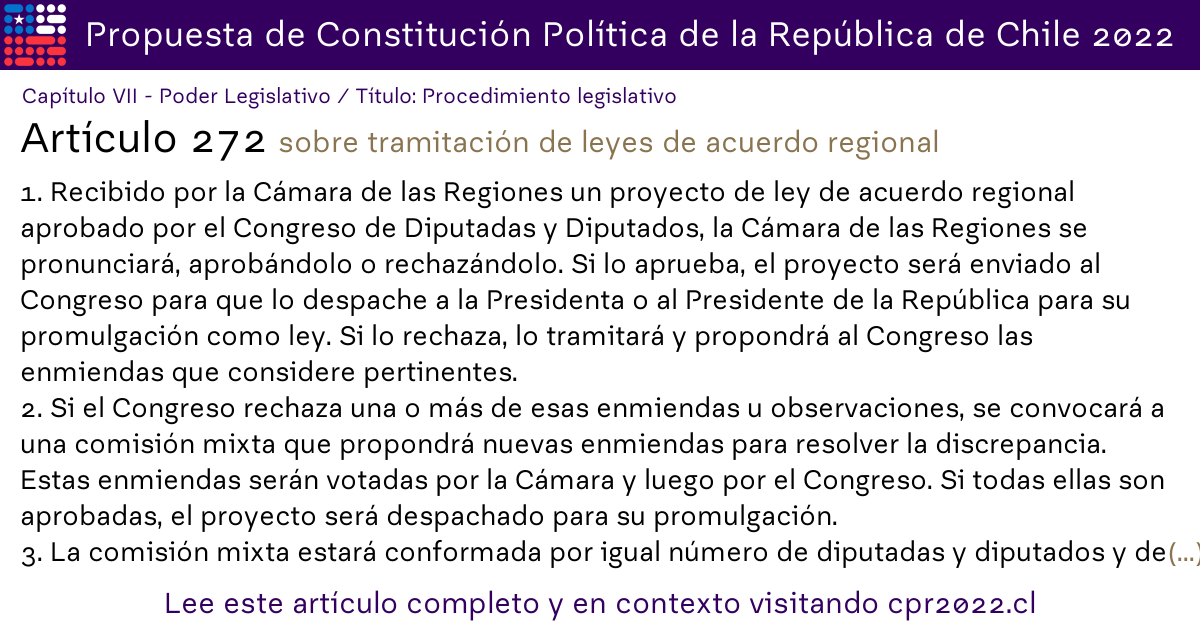 Propuesta de Constitución Política de la República de Chile 2022
Capítulo VII - Poder Legislativo / Título: Procedimiento legislativo
Artículo 272 sobre tramitación de leyes de acuerdo regional
1. Recibido por la Cámara de las Regiones un proyecto de ley de acuerdo regional
aprobado por el Congreso de Diputadas y Diputados, la Cámara de las Regiones se
pronunciará, aprobándolo o rechazándolo. Si lo aprueba, el proyecto será enviado al
Congreso para que lo despache a la Presidenta o al Presidente de la República para su
promulgación como ley. Si lo rechaza, lo tramitará y propondrá al Congreso las
enmiendas que considere pertinentes.
2. Si el Congreso rechaza una o más de esas enmiendas u observaciones, se convocará a
una comisión mixta que propondrá nuevas enmiendas para resolver la discrepancia.
Estas enmiendas serán votadas por la Cámara y luego por el Congreso. Si todas ellas son
aprobadas, el proyecto será despachado para su promulgación.
3. La comisión mixta estará conformada por igual número de diputadas y diputados y de(...)
Lee este artículo completo y en contexto visitando cpr2022.cl